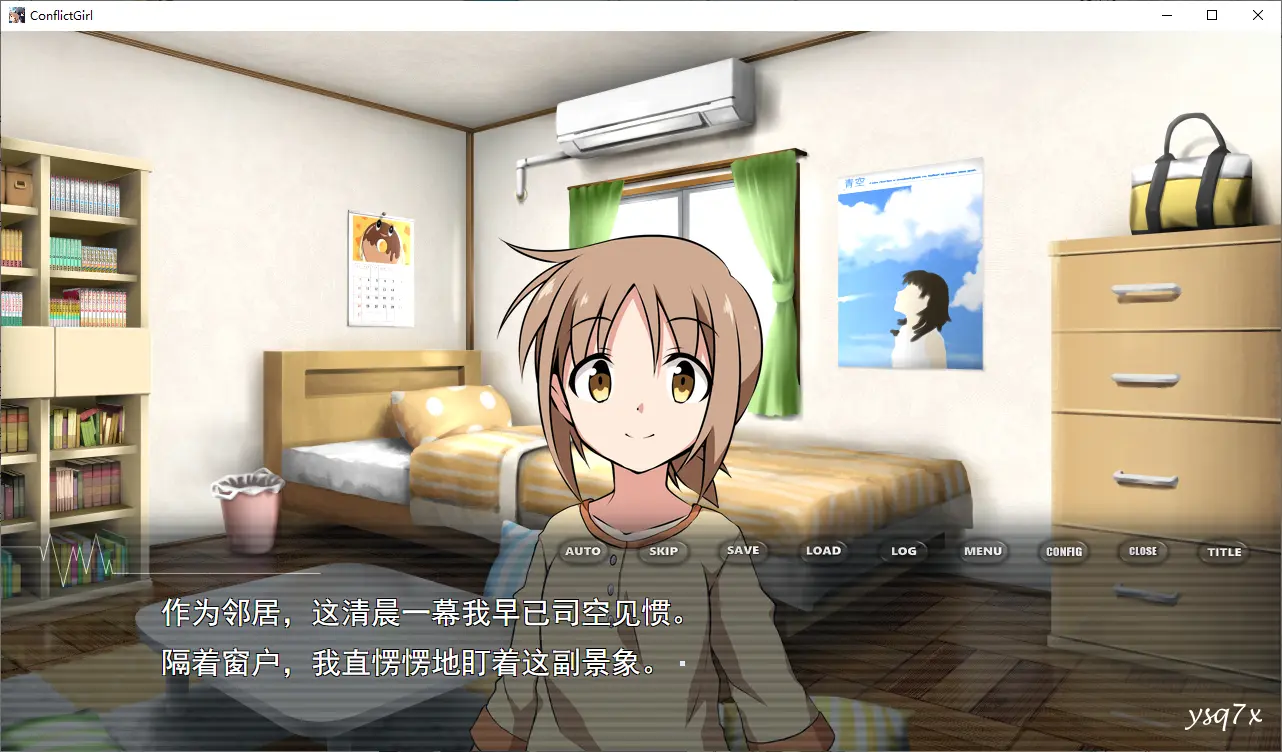 ConflictGirl
青空
AUTO SKIP SAVE LOAD LOG MENU CONFIG CLOSE TITLE
作为邻居，这清晨一幕我早已司空见惯。
隔着窗户，我直愣愣地盯着这副景象。
ysq7x